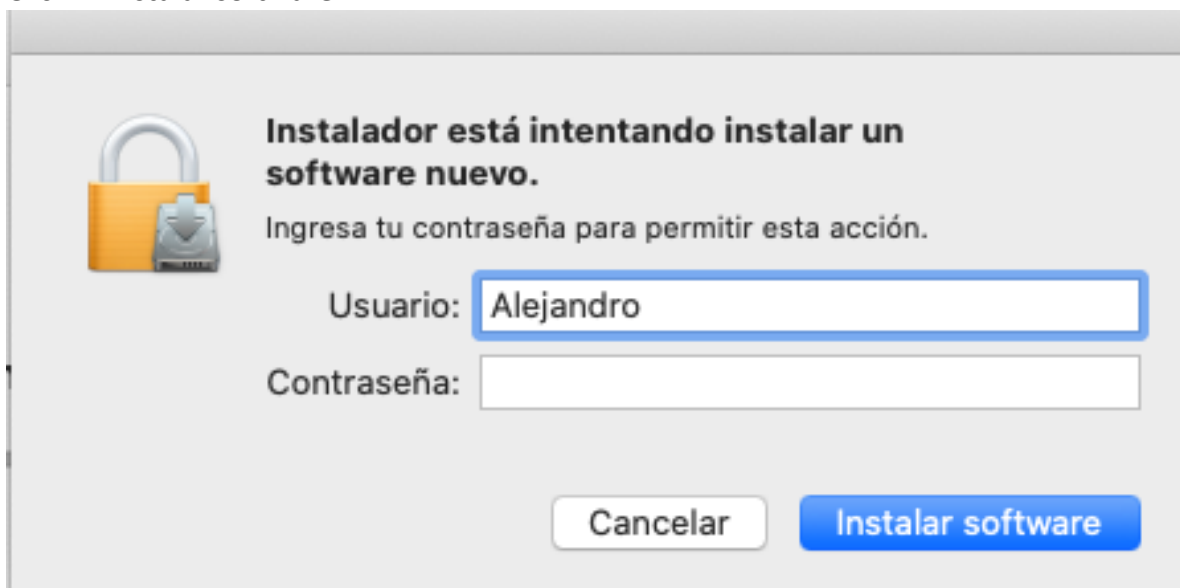 Instalador está intentando instalar un
software nuevo.
Ingresa tu contraseña para permitir esta acción.
Usuario: Alejandro
Contraseña:
Cancelar Instalar software